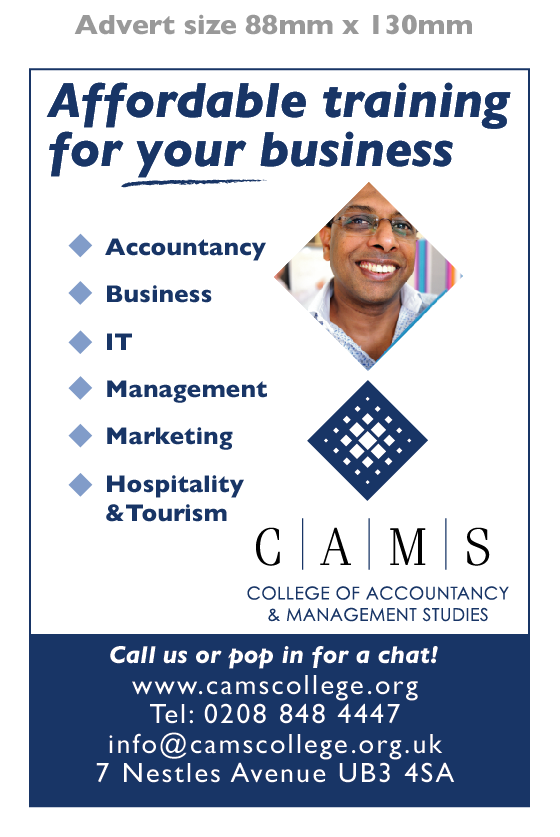 Advert size 88mm x 130mm
Affordable training
for your business
Accountancy
Business
IT
Management
Marketing
Hospitality
&Tourism
C|A|M|S
COLLEGE OF ACCOUNTANCY
& MANAGEMENT STUDIES
Call us or pop in for a chat!
www.camscollege.org
Tel: 0208 848 4447
info@camscollege.org.uk
7 Nestles Avenue UB3 4SA